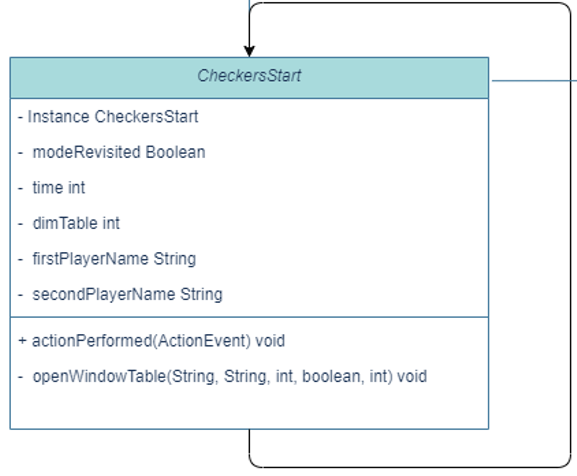 CheckersStart
- Instance CheckersStart
- modeRevisited Boolean
- time int
- dimTable int
- firstPlayerName String
- secondPlayerName String
+ actionPerformed(ActionEvent) void
- openWindowTable(String, String, int, boolean, int) void